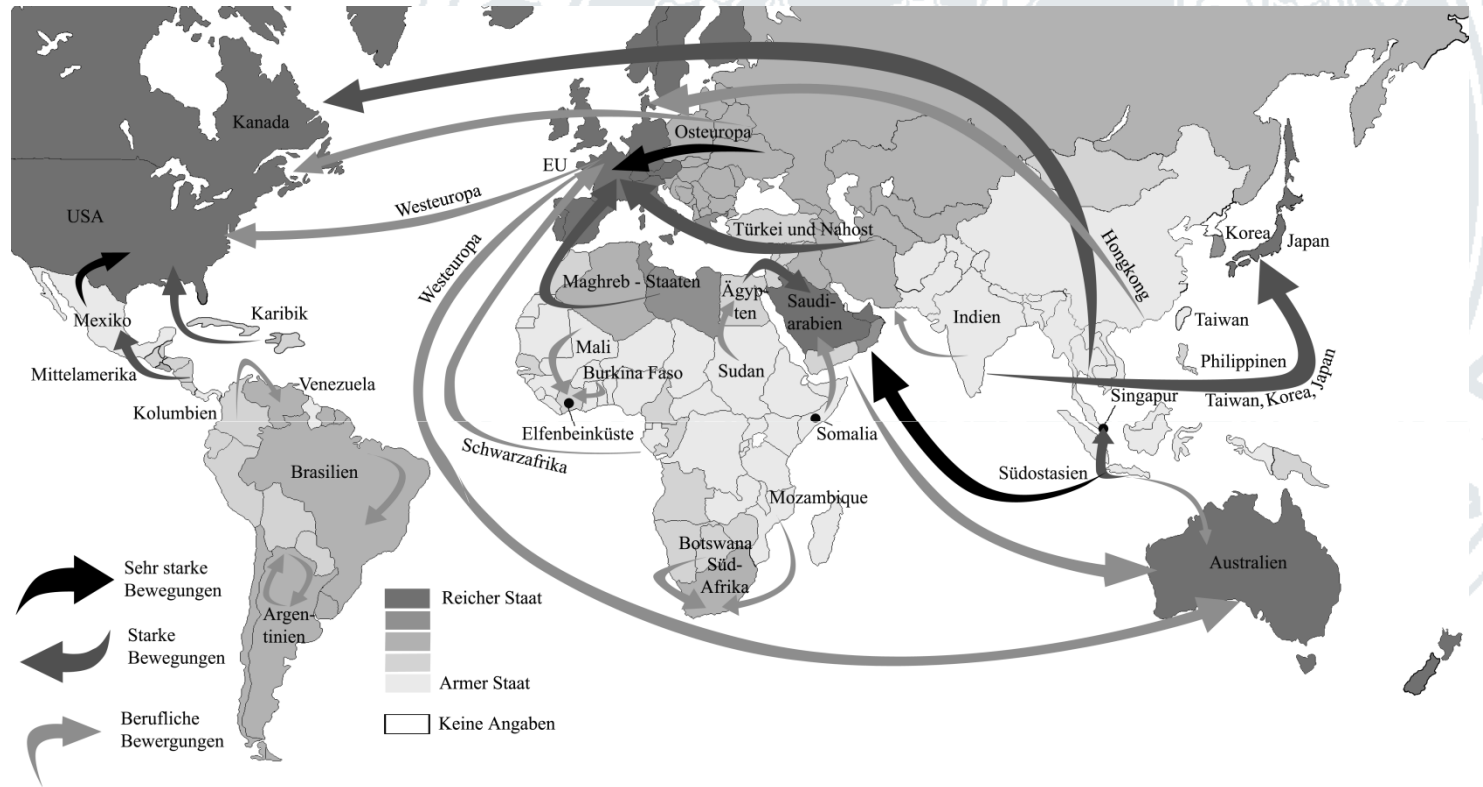 Kanada
Osteuropa
EU
Westeuropa
USA
Türkei und Nahost
Korea
Japan
Hongkong
Westeuropa
Maghreb - Staaten
Ägyp-
ten
Saudi-
arabien
Indien
Karibik
Mexiko
Taiwan
Mali
Philippinen
Burkina Faso
Sudan
Mittelamerika
Venezuela
Taiwan, Korea, Japan
Singapur
Kolumbien
Elfenbeinküste
Somalia
Schwarzafrika
Brasilien
Südostasien
Mozambique
Botswana
Süd-
Afrika
Australien
Argen-
tinien
Sehr starke
Bewegungen
Starke
Bewegungen
Berufliche
Bewergungen
Reicher Staat
Armer Staat
Keine Angaben